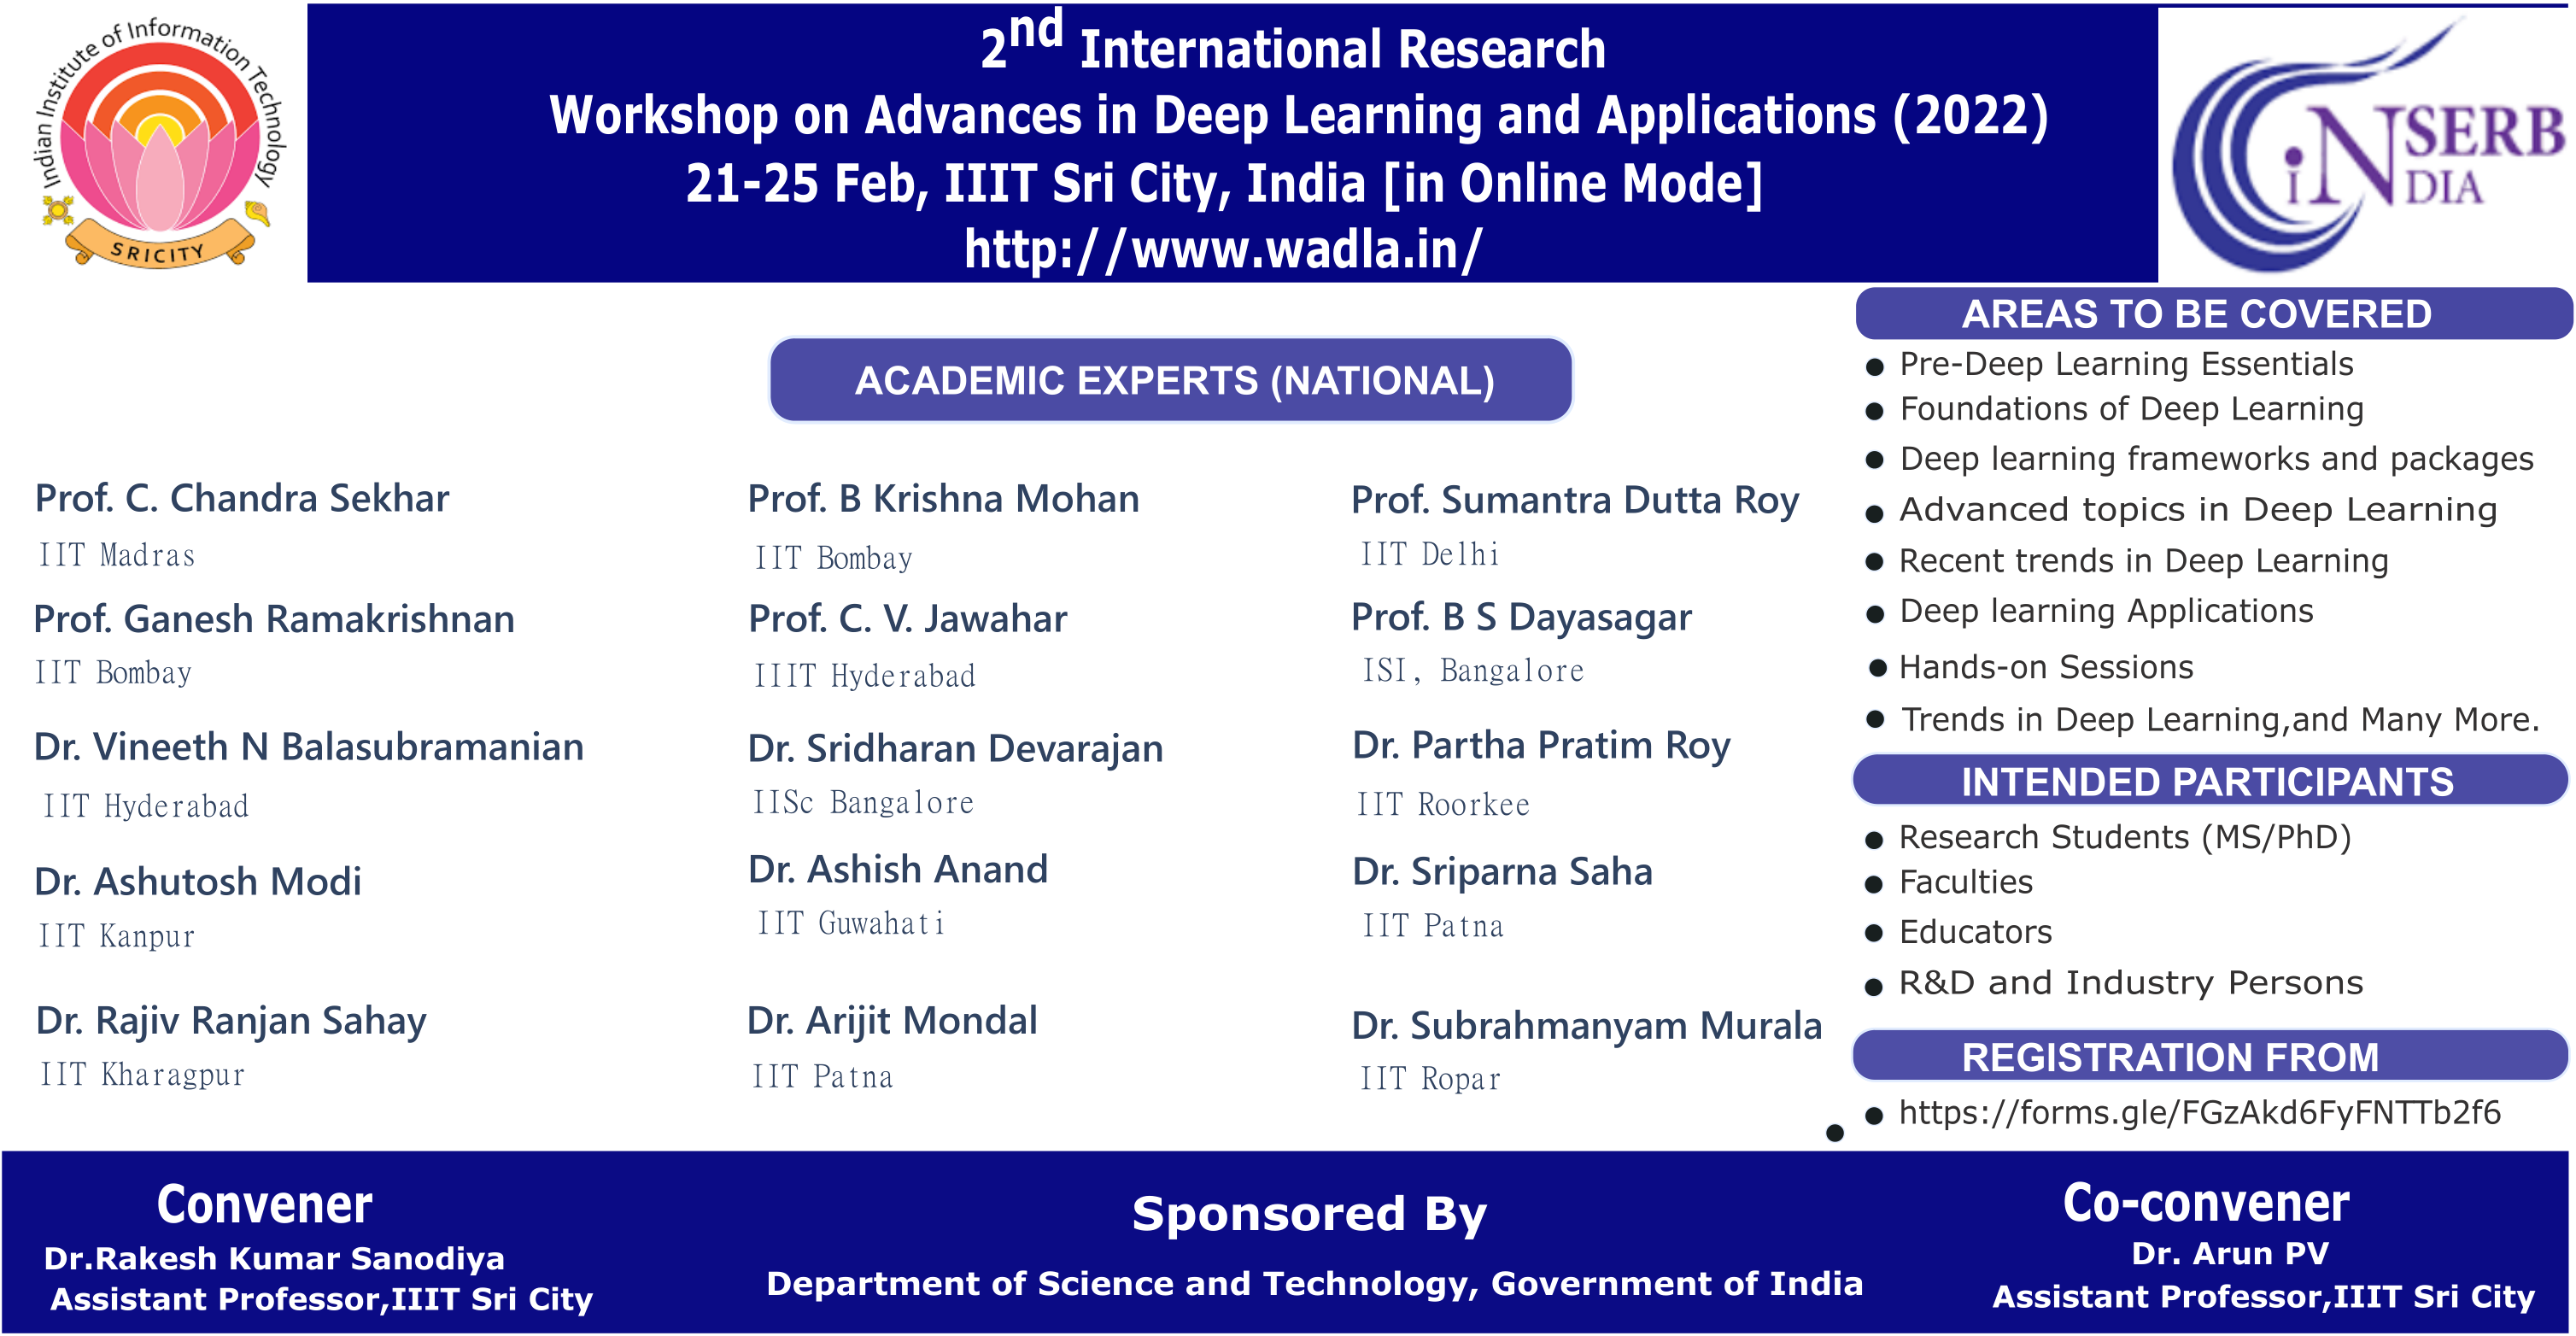 Indian Institute of Information Technology
SRICITY
2nd International Research
Workshop on Advances in Deep Learning and Applications (2022)
21-25 Feb, IIIT Sri City, India [in Online Mode]
http://www.wadla.in/
SERB
iNDIA
ACADEMIC EXPERTS (NATIONAL)
Prof. C. Chandra Sekhar
IIT Madras
Prof. B Krishna Mohan
IIT Bombay
Prof. Sumantra Dutta Roy
IIT Delhi
Prof. Ganesh Ramakrishnan
IIT Bombay
Prof. C. V. Jawahar
IIIT Hyderabad
Prof. B S Dayasagar
ISI, Bangalore
Dr. Vineeth N Balasubramanian
IIT Hyderabad
Dr. Sridharan Devarajan
IISc Bangalore
Dr. Partha Pratim Roy
IIT Roorkee
Dr. Ashutosh Modi
IIT Kanpur
Dr. Ashish Anand
IIT Guwahati
Dr. Sriparna Saha
IIT Patna
Dr. Rajiv Ranjan Sahay
IIT Kharagpur
Dr. Arijit Mondal
IIT Patna
Dr. Subrahmanyam Murala
IIT Ropar
AREAS TO BE COVERED
● Pre-Deep Learning Essentials
● Foundations of Deep Learning
● Deep learning frameworks and packages
● Advanced topics in Deep Learning
● Recent trends in Deep Learning
● Deep learning Applications
● Hands-on Sessions
● Trends in Deep Learning,and Many More.
INTENDED PARTICIPANTS
● Research Students (MS/PhD)
● Faculties
● Educators
● R&D and Industry Persons
REGISTRATION FROM
● https://forms.gle/FGzAkd6FyFNTTb2f6
Convener
Dr.Rakesh Kumar Sanodiya
Assistant Professor,IIIT Sri City
Sponsored By
Department of Science and Technology, Government of India
Co-convener
Dr. Arun PV
Assistant Professor,IIIT Sri City